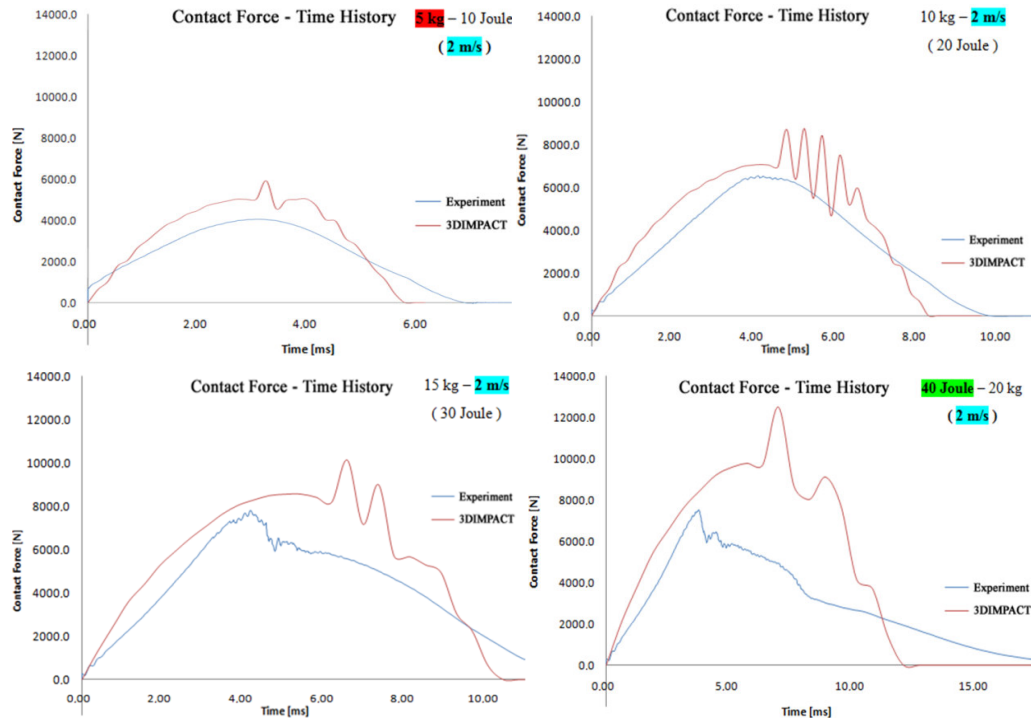 Contact Force - Time History
5 kg – 10 Joule
( 2 m/s )
14000.0
12000.0
10000.0
8000.0
6000.0
4000.0
2000.0
0.0
Contact Force [N]
Experiment
3DIMPACT
0.00
2,00
4.00
6.00
Time [ms]
Contact Force - Time History
10 kg – 2 m/s
( 20 Joule )
14000.0
12000.0
10000.0
8000.0
6000.0
4000.0
2000.0
0.0
Contact Force [N]
Experiment
3DIMPACT
0.00
2.00
4.00
6.00
8.00
10.00
Time [ms]
Contact Force - Time History
15 kg – 2 m/s
( 30 Joule )
14000.0
12000.0
10000.0
8000.0
6000.0
4000.0
2000.0
0.0
Contact Force [N]
Experiment
3DIMPACT
0.00
2.00
4.00
6.00
8.00
10.00
Time [ms]
Contact Force - Time History
40 Joule – 20 kg
( 2 m/s )
14000.0
12000.0
10000.0
8000.0
6000.0
4000.0
2000.0
0.0
Contact Force [N]
Experiment
3DIMPACT
0.00
5.00
10.00
15.00
Time [ms]